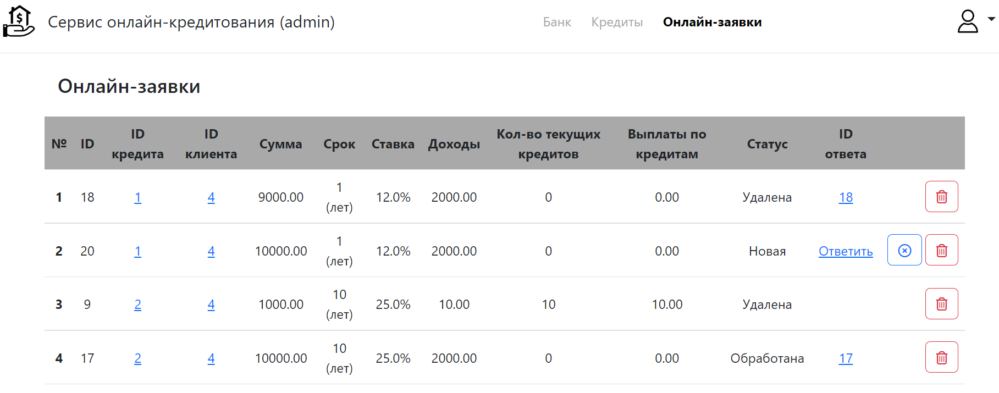 $
Сервис онлайн-кредитования (admin)
Банк Кредиты Онлайн-заявки
Онлайн-заявки
№ ID ID кредита ID клиента Сумма Срок Ставка Доходы Кол-во текущих кредитов Выплаты по кредитам Статус ID ответа
1 18 1 4 9000.00 1 (лет) 12.0% 2000.00 0 0.00 Удалена 18
2 20 1 4 10000.00 1 (лет) 12.0% 2000.00 0 0.00 Новая Ответить
3 9 2 4 1000.00 10 (лет) 25.0% 10.00 10 10.00 Удалена
4 17 2 4 10000.00 10 (лет) 25.0% 2000.00 0 0.00 Обработана 17